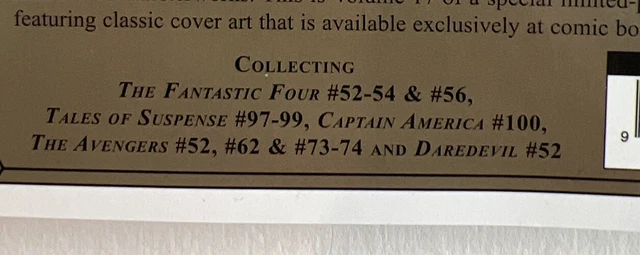 featuring classic cover art that is available exclusively at comic bo
COLLECTING
THE FANTASTIC FOUR #52-54 & #56,
TALES OF SUSPENSE #97-99, CAPTAIN AMERICA #100,
THE AVENGERS #52, #62 & #73-74 AND DAREDEVIL #52
9